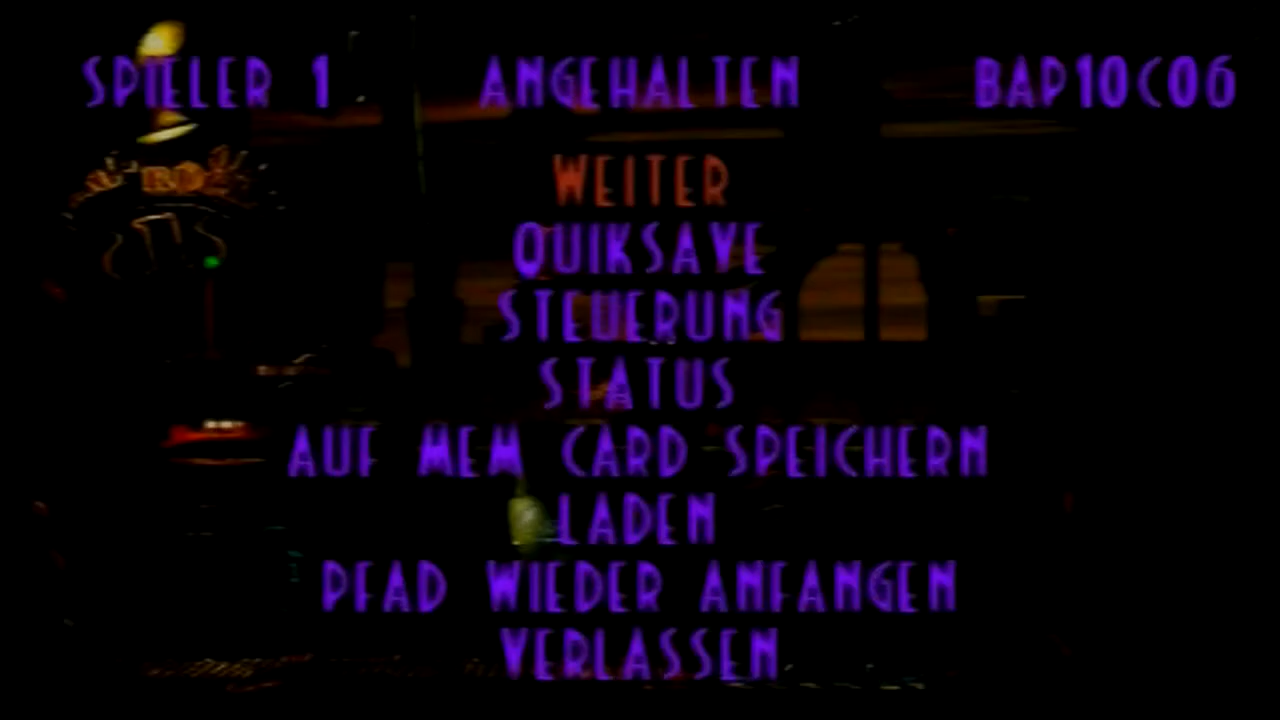 SPIELER 1 ANGEHALTEN BAP10C06
WEITER
QUIKSAVE
STEUERUNG
STATUS
AUF MEM CARD SPEICHERN
LADEN
PFAD WIEDER ANFANGEN
VERLASSEN